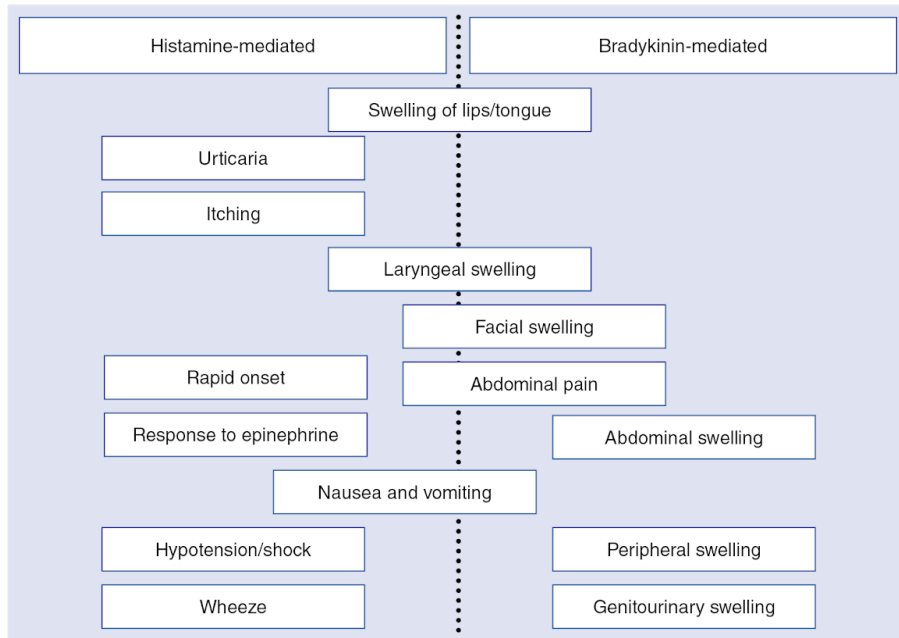 Histamine-mediated
Bradykinin-mediated
Swelling of lips/tongue
Urticaria
Itching
Laryngeal swelling
Facial swelling
Rapid onset
Abdominal pain
Response to epinephrine
Abdominal swelling
Nausea and vomiting
Hypotension/shock
Peripheral swelling
Wheeze
Genitourinary swelling